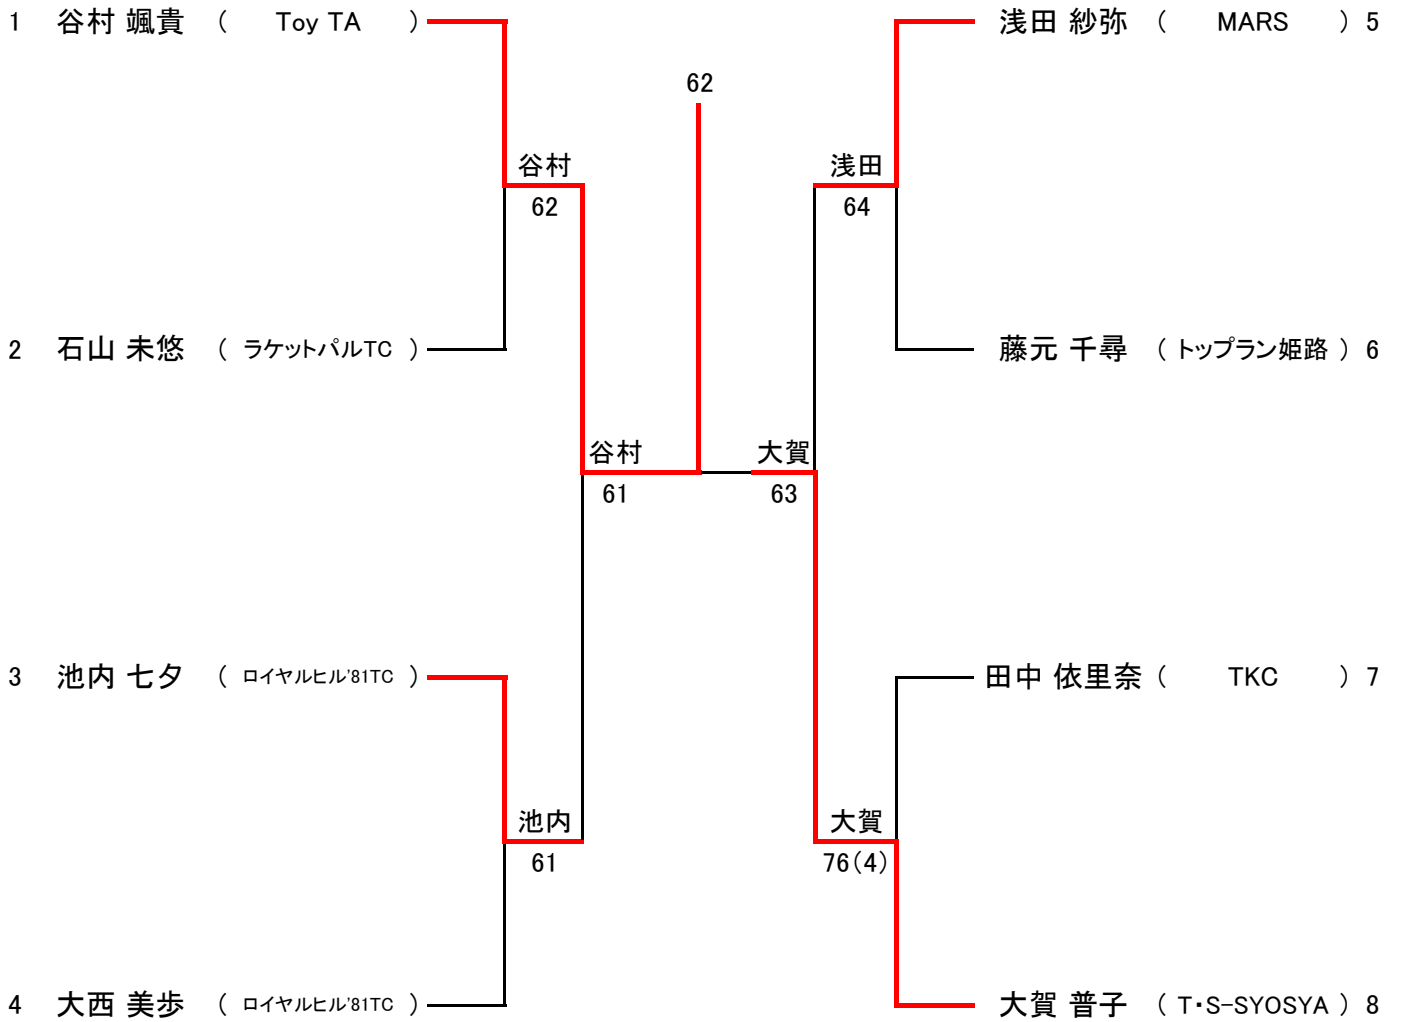 1 谷村 颯貴 ( Toy TA )
浅田 紗弥 ( MARS ) 5
62
谷村
62
浅田
64
2 石山 未悠 ( ラケットパルTC )
藤元 千尋 ( トップラン姫路 ) 6
谷村
61
大賀
63
3 池内 七夕 ( ロイヤルヒル'81TC )
田中 依里奈 ( TKC ) 7
池内
61
大賀
76(4)
4 大西 美歩 ( ロイヤルヒル'81TC )
大賀 普子 ( T・S-SYOSYA ) 8